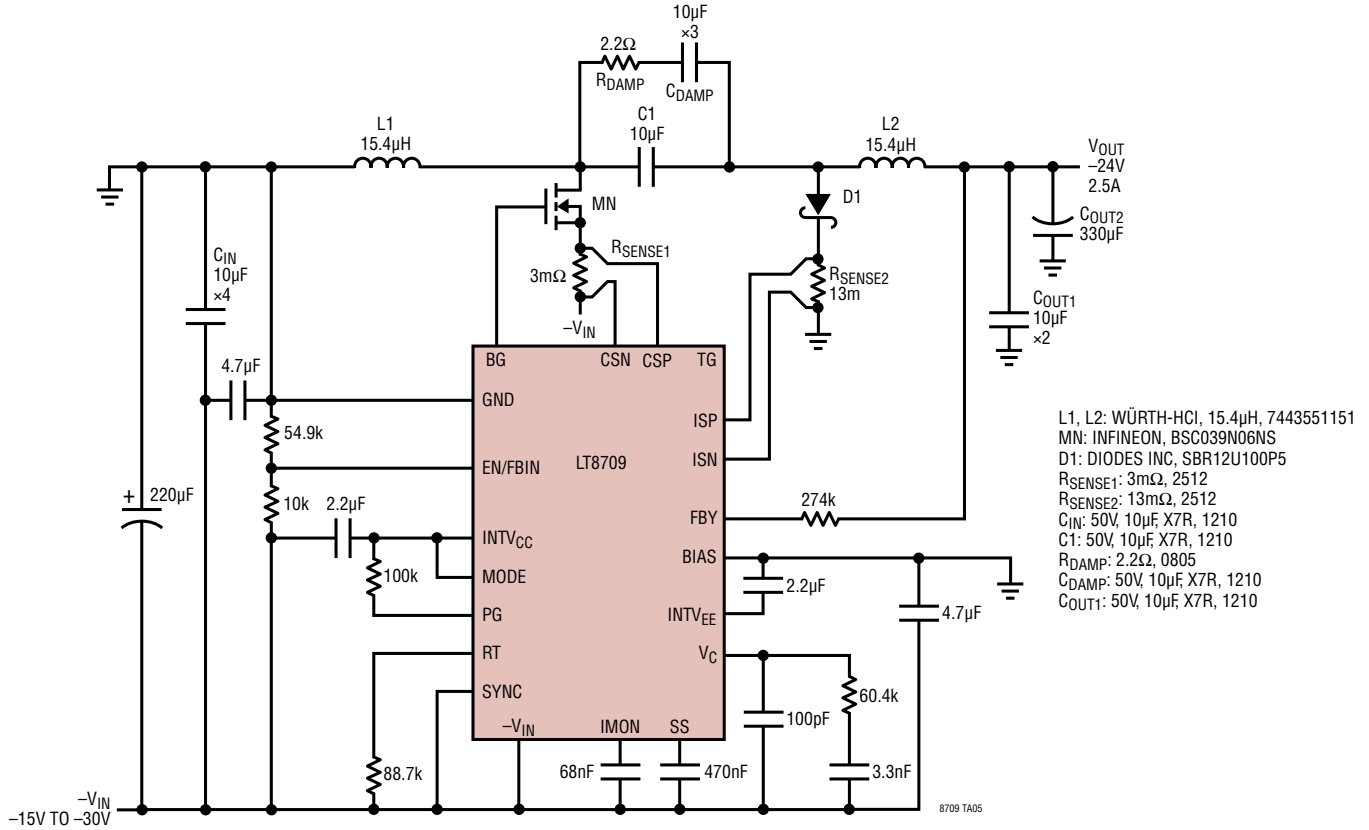 10µF
×3
2.2Ω
RDAMP
CDAMP
L1
15.4µH
C1
10µF
L2
15.4µH
VOUT
–24V
2.5A
MN
D1
COUT2
330µF
CIN
10µF
×4
RSENSE1
3mΩ
–VIN
RSENSE2
13m
COUT1
10µF
×2
4.7µF
BG
CSN
CSP
TG
GND
54.9k
ISP
EN/FBIN
LT8709
ISN
220µF
+
10k
2.2µF
274k
FBY
INTVCC
BIAS
100k
MODE
2.2µF
4.7µF
PG
INTVEE
RT
VC
SYNC
60.4k
100pF
–VIN
IMON
SS
88.7k
68nF
470nF
3.3nF
–VIN
–15V TO –30V
8709 TA05
L1, L2: WÜRTH-HCI, 15.4µH, 7443551151
MN: INFINEON, BSC039N06NS
D1: DIODES INC, SBR12U100P5
RSENSE1: 3mΩ, 2512
RSENSE2: 13mΩ, 2512
CIN: 50V, 10µF, X7R, 1210
C1: 50V, 10µF, X7R, 1210
RDAMP: 2.2Ω, 0805
CDAMP: 50V, 10µF, X7R, 1210
COUT1: 50V, 10µF, X7R, 1210